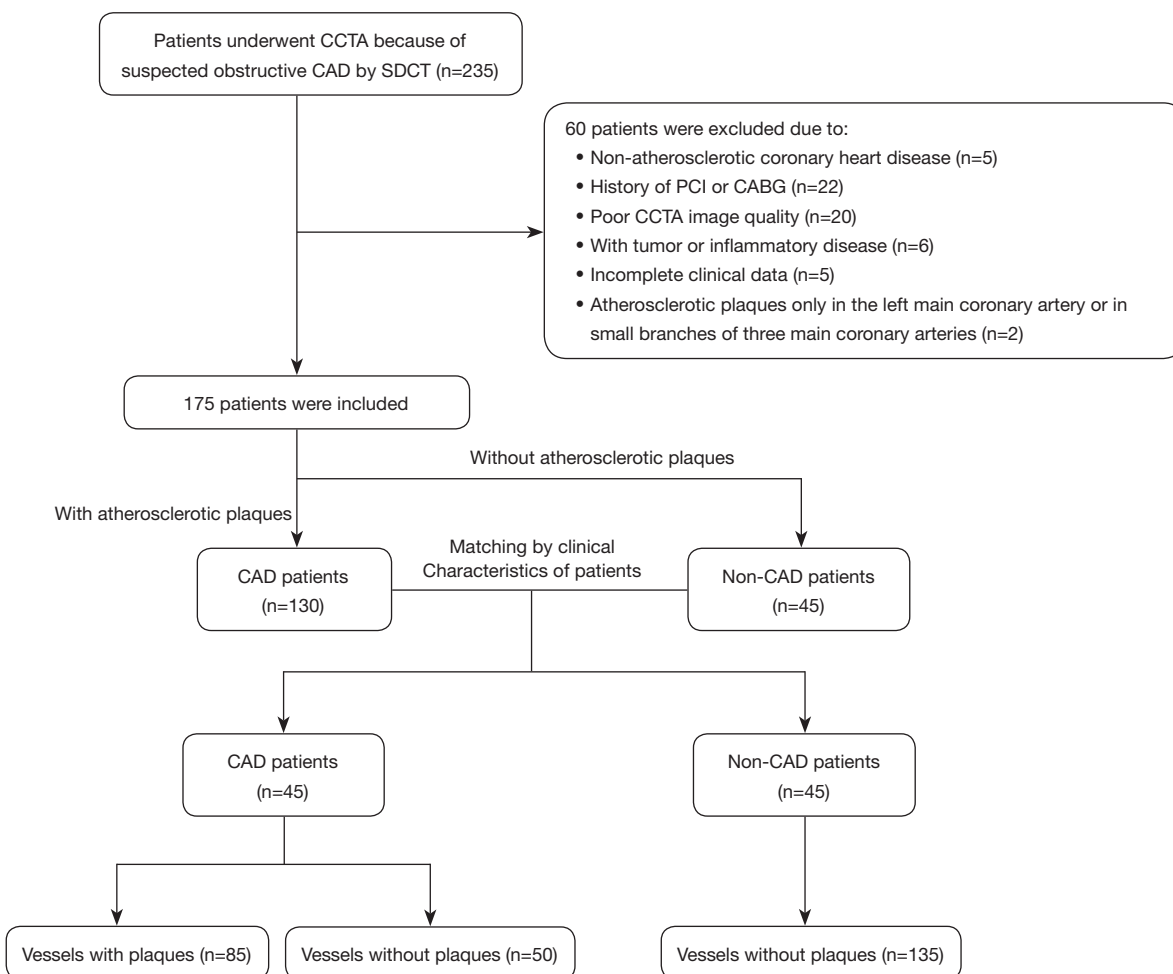 Patients underwent CCTA because of
suspected obstructive CAD by SDCT (n=235)
60 patients were excluded due to:
• Non-atherosclerotic coronary heart disease (n=5)
• History of PCI or CABG (n=22)
• Poor CCTA image quality (n=20)
• With tumor or inflammatory disease (n=6)
• Incomplete clinical data (n=5)
• Atherosclerotic plaques only in the left main coronary artery or in
small branches of three main coronary arteries (n=2)
175 patients were included
Without atherosclerotic plaques
With atherosclerotic plaques
CAD patients
(n=130)
Matching by clinical
Characteristics of patients
Non-CAD patients
(n=45)
CAD patients
(n=45)
Non-CAD patients
(n=45)
Vessels with plaques (n=85)
Vessels without plaques (n=50)
Vessels without plaques (n=135)